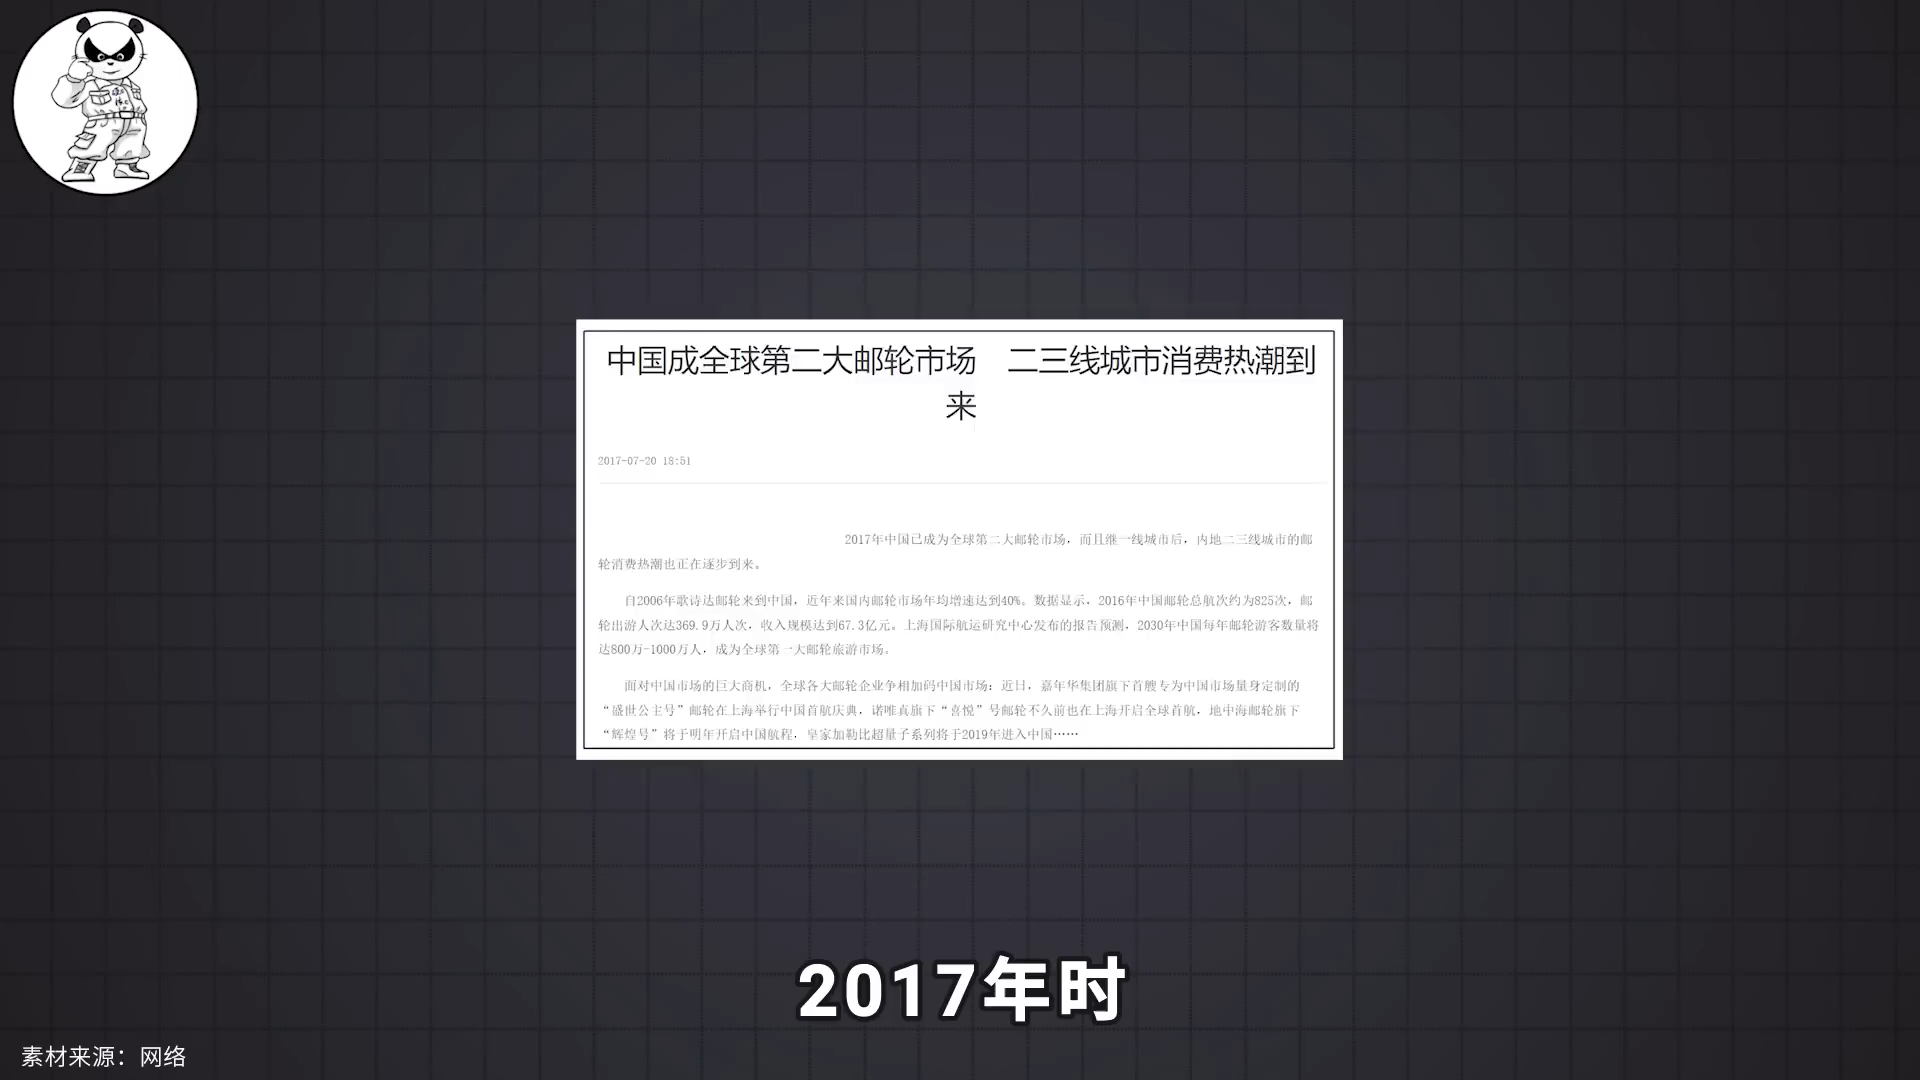 中国成全球第二大邮轮市场　二三线城市消费热潮到
来
2017-07-20 18:51
2017年中国已成为全球第二大邮轮市场，而且继一线城市后，内地二三线城市的邮
轮消费热潮也正在逐步到来。
自2006年歌诗达邮轮来到中国，近年来国内邮轮市场年均增速达到40%。数据显示，2016年中国邮轮总航次约为825次，邮
轮出游人次达369.9万人次，收入规模达到67.3亿元。上海国际航运研究中心发布的报告预测，2030年中国每年邮轮游客数量将
达800万-1000万人，成为全球第一大邮轮旅游市场。
面对中国市场的巨大商机，全球各大邮轮企业争相加码中国市场：近日，嘉年华集团旗下首艘专为中国市场量身定制的
“盛世公主号”邮轮在上海举行中国首航庆典，诺唯真旗下“喜悦”号邮轮不久前也在上海开启全球首航，地中海邮轮旗下
“辉煌号”将于明年开启中国航程，皇家加勒比超量子系列将于2019年进入中国……
2017年时
素材来源：网络